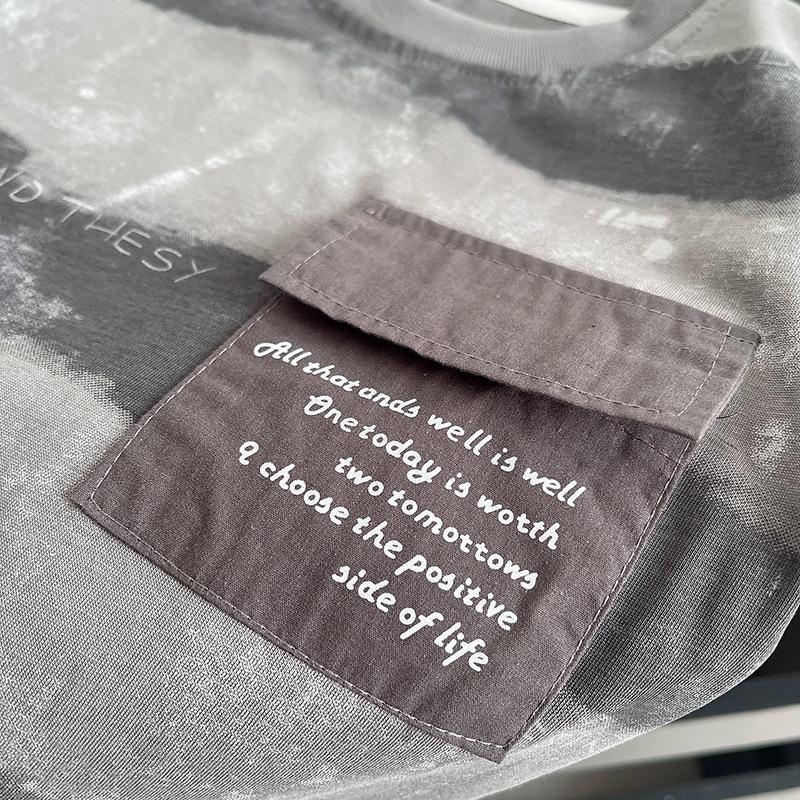 ND THESY
All that ands well is well
One today is worth
two tomottows
I choose the positive
side of life